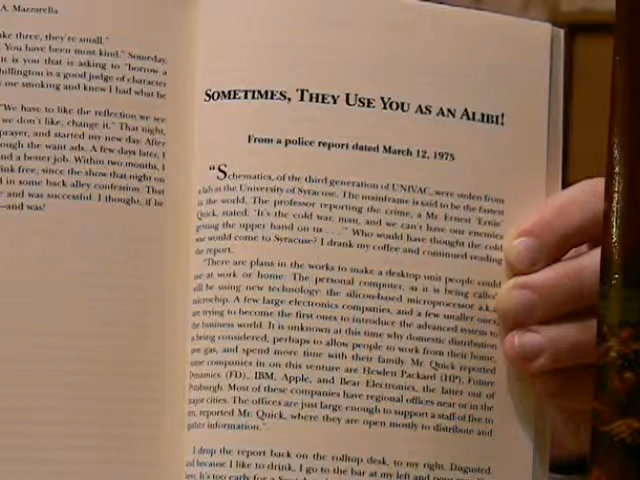 A. Mazzarella
ke three, they're small."
You have been most kind." Someday,
it is you that is asking to "borrow a
hillington is a good judge of character
me smoking and knew I had what he
"We have to like the reflection we see
we don't like, change it." That night,
prayer, and started my new day. After
ough the want ads. A few days later, I
nd a better job. Within two months, I
ink free, since the show that night on
d in some back alley confession. That
and was successful. I thought, if he
—and was!
SOMETIMES, THEY USE YOU AS AN ALIBI!
From a police report dated March 12, 1975
"Schematics, of the third generation of UNIVAC, were stolen from
a lab at the University of Syracuse. The mainframe is said to be the fastest
in the world. The professor reporting the crime, a Mr. Ernest "Ernie"
Quick, stated, "It's the cold war, man, and we can't have our enemies
getting the upper hand on us . . .'" Who would have thought the cold
war would come to Syracuse? I drank my coffee and continued reading
the report.
"There are plans in the works to make a desktop unit people could
use at work or home. The personal computer, as it is being called
will be using new technology: the silicon-based microprocessor a.k.a
microchip. A few large electronics companies, and a few smaller ones,
are trying to become the first ones to introduce the advanced system to
the business world. It is unknown at this time why domestic distribution
being considered, perhaps to allow people to work from their home,
save gas, and spend more time with their family. Mr. Quick reported
some companies in on this venture are Hewlett Packard (HP), Future
Dynamics (FD), IBM, Apple, and Bear Electronics, the latter out of
Pittsburgh. Most of these companies have regional offices near or in the
major cities. The offices are just large enough to support a staff of five to
reported Mr. Quick, where they are open mostly to distribute and
gather information.".
I drop the report back on the rolltop desk, to my right. Disgusted,
and because I like to drink, I go to the bar at my left and pour
It's too early for a